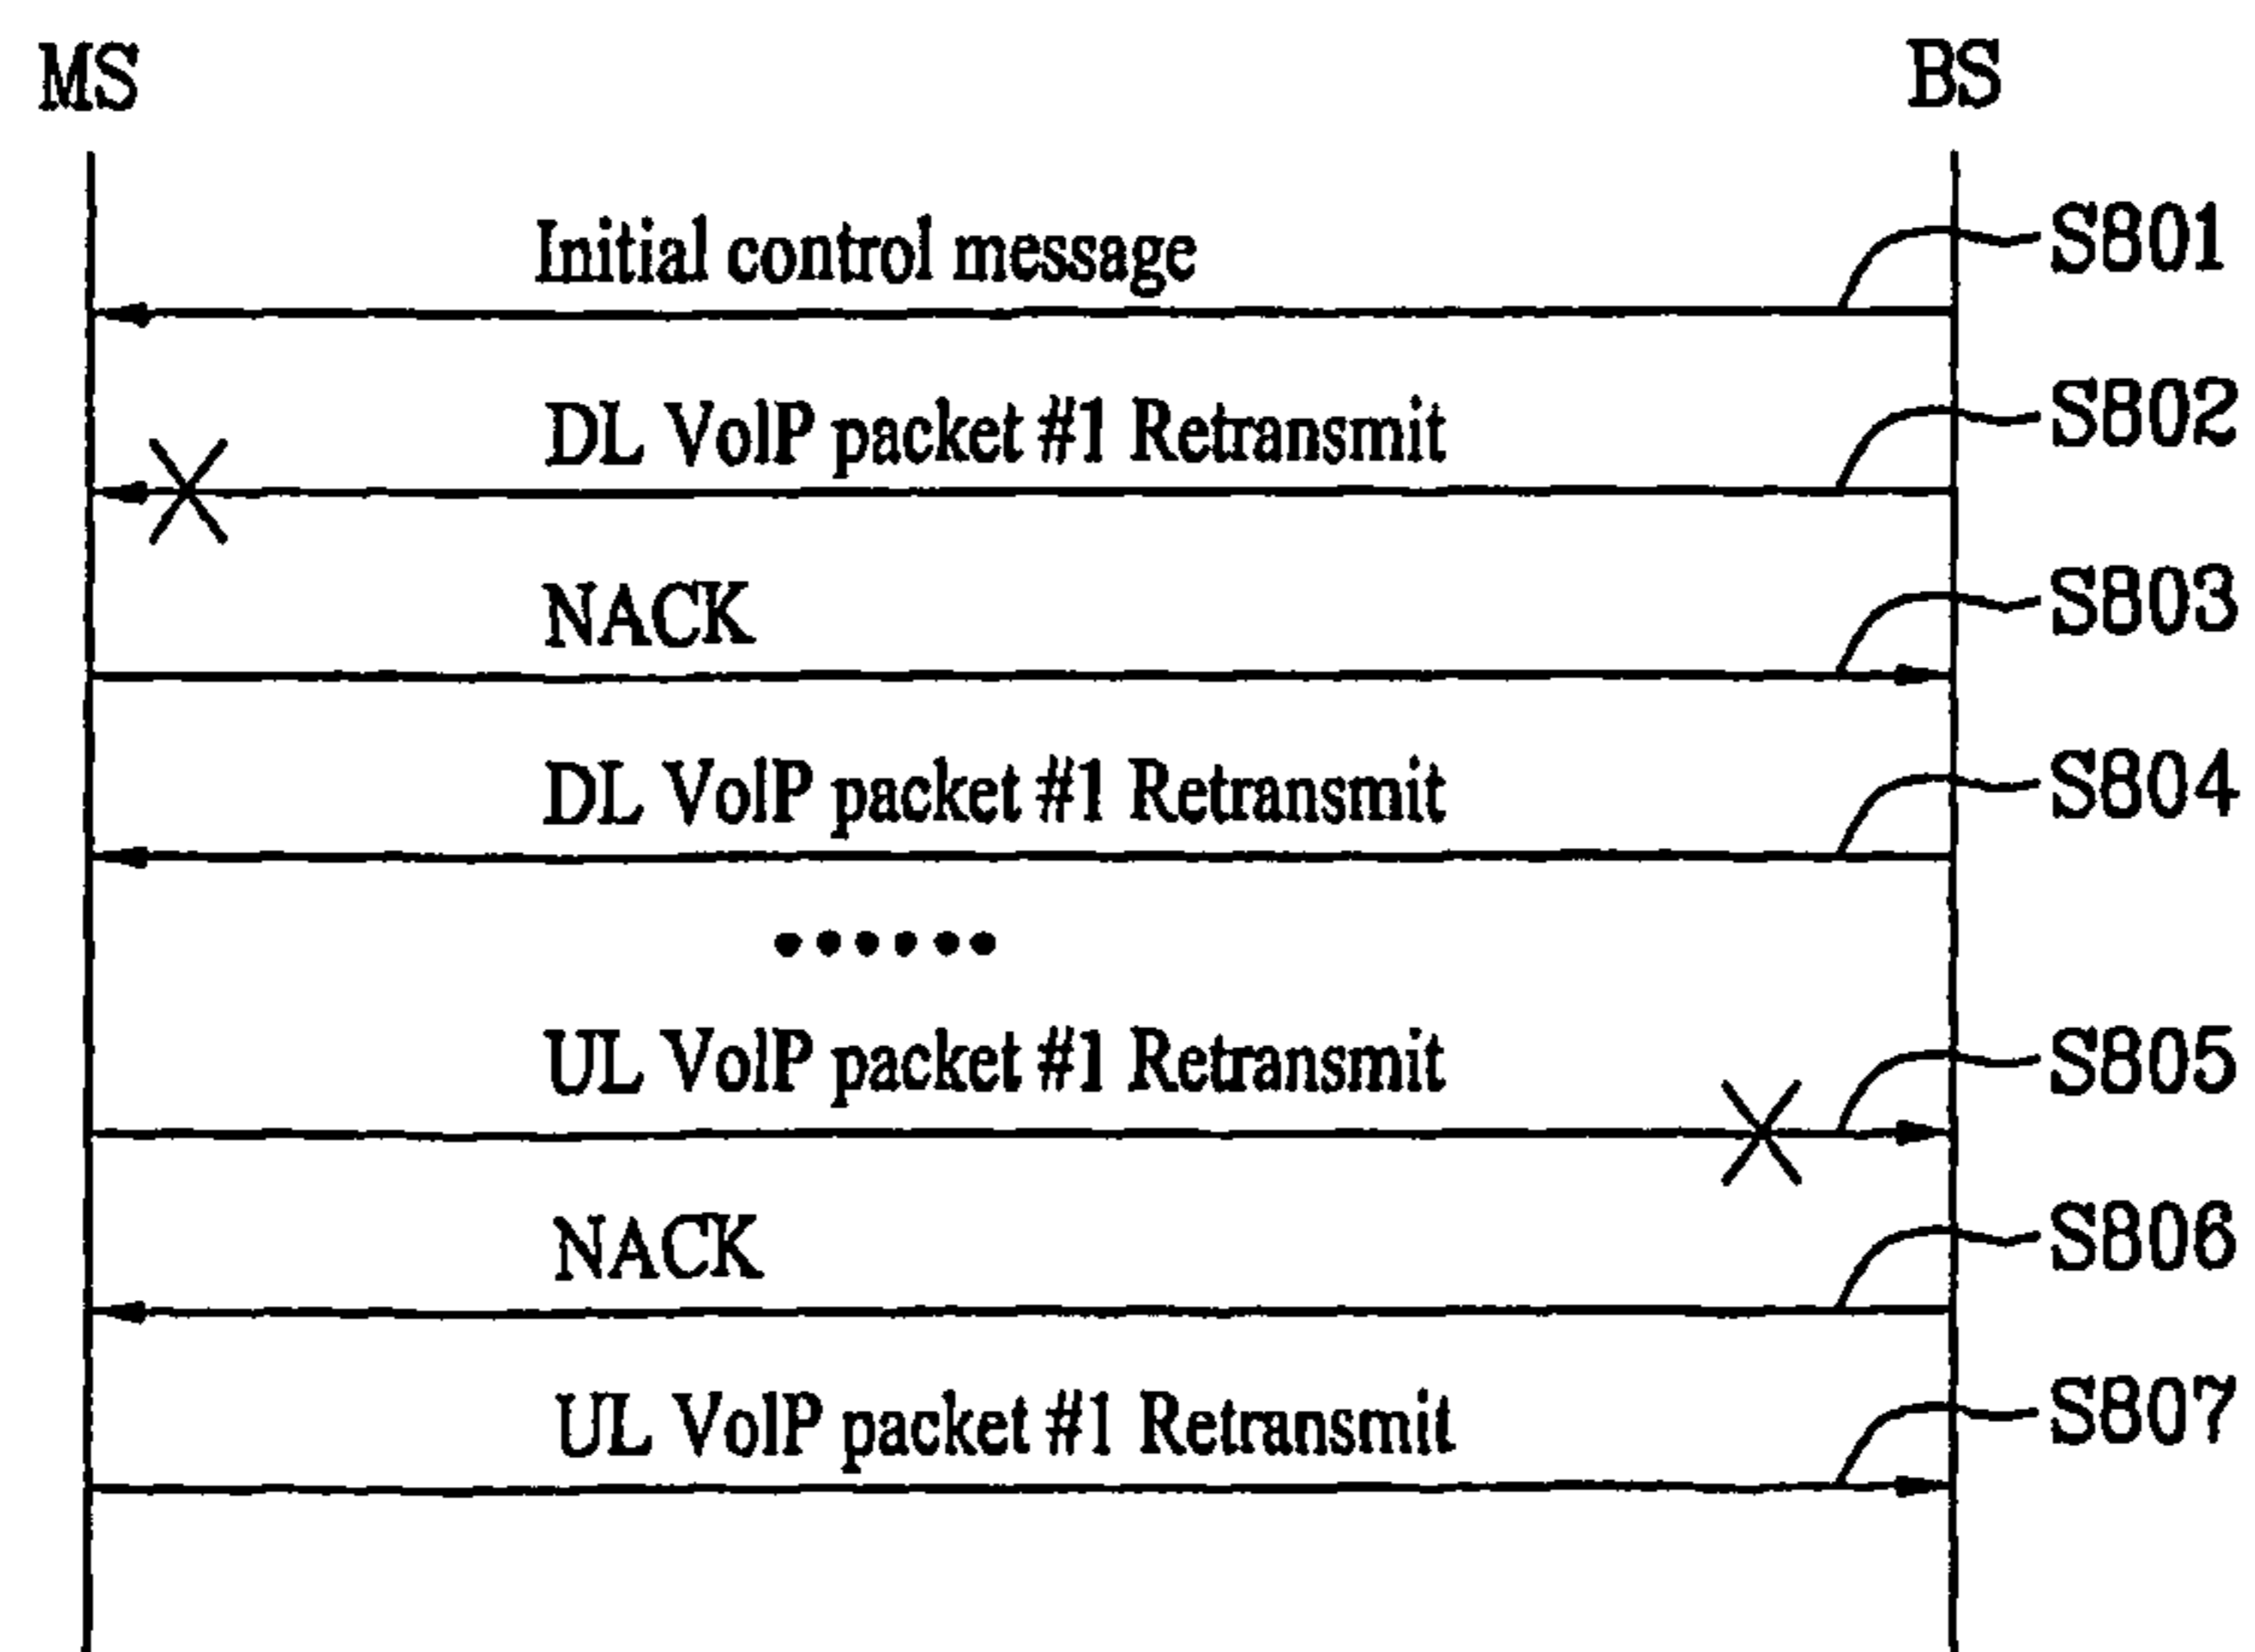 MS
BS
Initial control message
S801
DL VoIP packet #1 Retransmit
S802
NACK
S803
DL VoIP packet #1 Retransmit
S804
UL VoIP packet #1 Retransmit
S805
NACK
S806
UL VoIP packet #1 Retransmit
S807